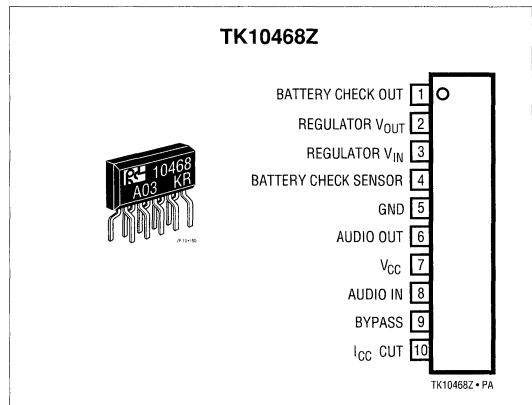 TK10468Z
BATTERY CHECK OUT 1
REGULATOR VOUT 2
REGULATOR VIN 3
BATTERY CHECK SENSOR 4
GND 5
AUDIO OUT 6
VCC 7
AUDIO IN 8
BYPASS 9
ICC CUT 10
10468
A03 KR
TK10468Z • PA